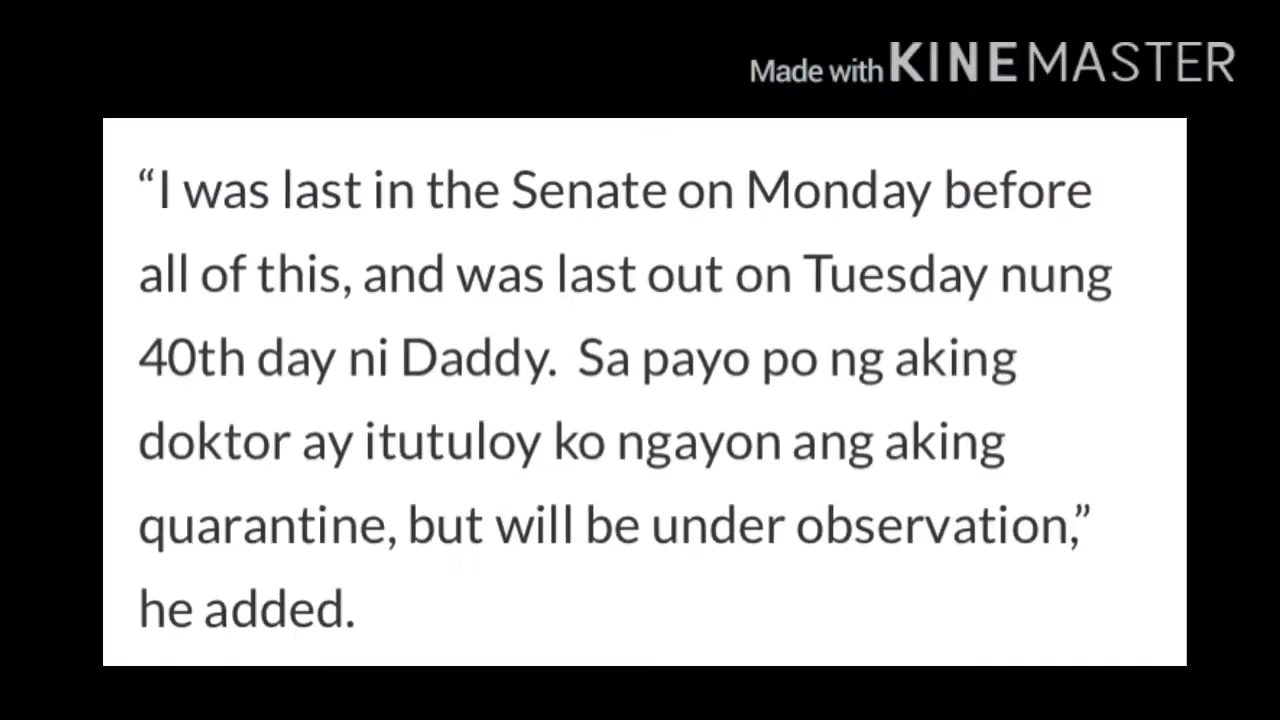 Made with KINEMASTER
“I was last in the Senate on Monday before
all of this, and was last out on Tuesday nung
40th day ni Daddy. Sa payo po ng aking
doktor ay itutuloy ko ngayon ang aking
quarantine, but will be under observation,”
he added.